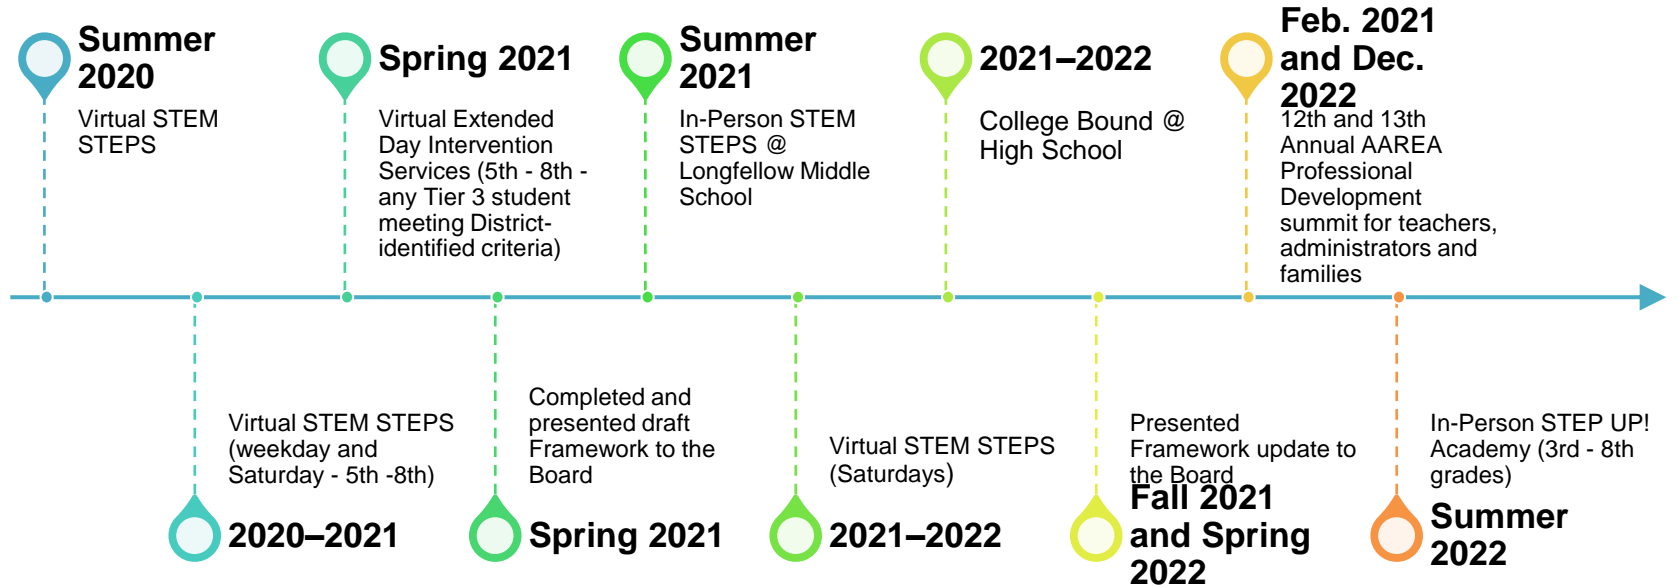 Summer
2020
Virtual STEM
STEPS
Spring 2021
Virtual Extended
Day Intervention
Services (5th - 8th -
any Tier 3 student
meeting District-
identified criteria)
Summer
2021
In-Person STEM
STEPS @
Longfellow Middle
School
2021–2022
College Bound @
High School
Feb. 2021
and Dec.
2022
12th and 13th
Annual AAREA
Professional
Development
summit for teachers,
administrators and
families
Virtual STEM STEPS
(weekday and
Saturday - 5th -8th)
2020–2021
Completed and
presented draft
Framework to the
Board
Spring 2021
Virtual STEM STEPS
(Saturdays)
2021–2022
Presented
Framework update to
the Board
Fall 2021
and Spring
2022
In-Person STEP UP!
Academy (3rd - 8th
grades)
Summer
2022